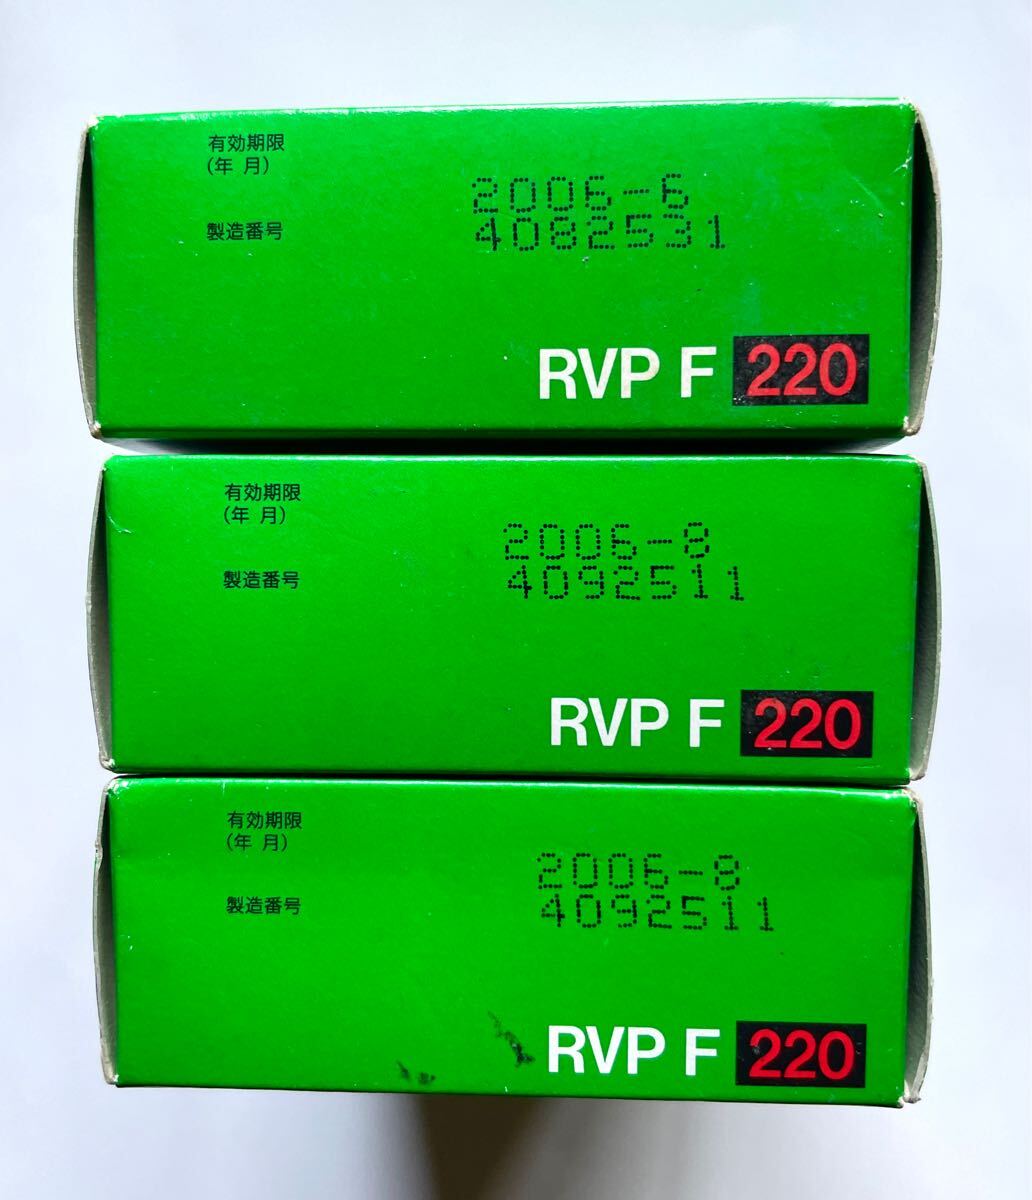 有効期限
(年 月)
2006-6
製造番号
4082531
RVP F 220
有効期限
(年 月)
2006-8
製造番号
4092511
RVP F 220
有効期限
(年 月)
2006-8
製造番号
4092511
RVP F 220